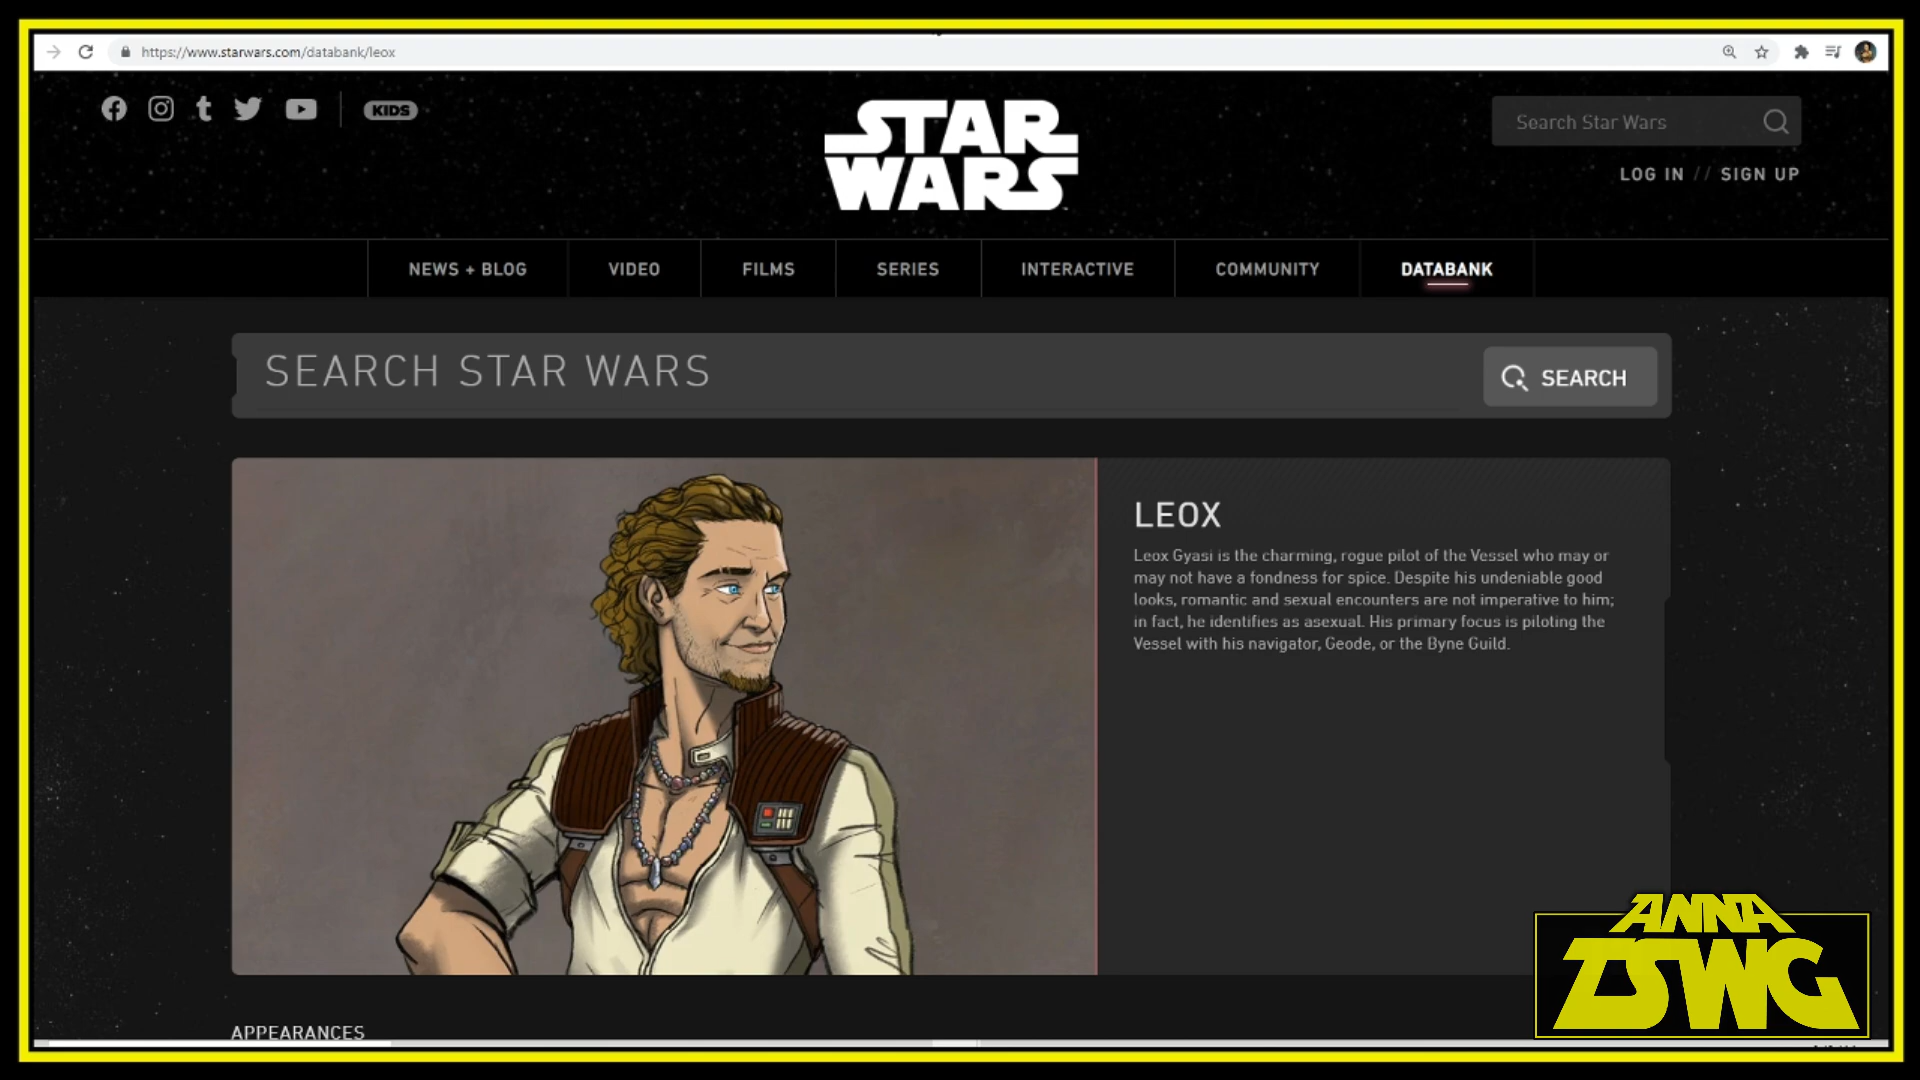 https://www.starwars.com/databank/leox
KIDS
STAR
WARS
Search Star Wars
LOG IN // SIGN UP
NEWS + BLOG
VIDEO
FILMS
SERIES
INTERACTIVE
COMMUNITY
DATABANK
SEARCH STAR WARS
SEARCH
LEOX
Leox Gyasi is the charming, rogue pilot of the Vessel who may or
may not have a fondness for spice. Despite his undeniable good
looks, romantic and sexual encounters are not imperative to him;
in fact, he identifies as asexual. His primary focus is piloting the
Vessel with his navigator, Geode, or the Byne Guild.
APPEARANCES
ANNA
TSWG